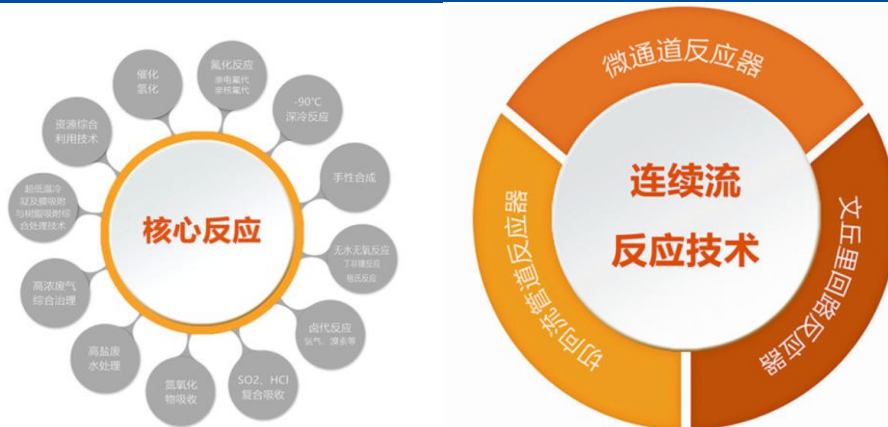 核心反应
催化
氢化
氟化反应
亲电氟代
亲核氟代
-90℃
深冷反应
手性合成
无水无氧反应
丁非锂反应
格氏反应
卤代反应
氯气、溴素等
SO2、HCl
复合吸收
氮氧化
物吸收
高盐废
水处理
高浓废气
综合治理
超低温冷
凝及膜吸附
与树脂吸附综
合处理技术
资源综合
利用技术
连续流
反应技术
微通道反应器
文丘里回路反应器
切向流管道反应器